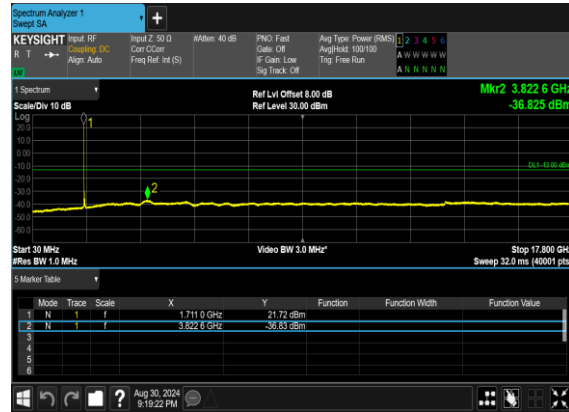 Spectrum Analyzer 1
Swept SA
KEYSIGHT Input: RF Input Z: 50 Ω #Atten: 40 dB PNO: Fast Avg Type: Power (RMS) 1 2 3 4 5 6
R T Coupling: DC Corr CCorr Gate: Off Avg|Hold: 100/100 A W W W W W
Align: Auto Freq Ref: Int (S) IF Gain: Low Trig: Free Run
LW Sig Track: Off A N N N N N
1 Spectrum Ref Lvl Offset 8.00 dB Mkr2 3.822 6 GHz
Scale/Div 10 dB Ref Level 30.00 dBm -36.825 dBm
Log
1
20.0
10.0
0.00
-10.0 DL1 -13.00 dBm
-20.0
2
-30.0
-40.0
-50.0
-60.0
Start 30 MHz Video BW 3.0 MHz* Stop 17.800 GHz
#Res BW 1.0 MHz Sweep 32.0 ms (40001 pts)
5 Marker Table
Mode Trace Scale X Y Function Function Width Function Value
1 N 1 f 1.711 0 GHz 21.72 dBm
2 N 1 f 3.822 6 GHz -36.83 dBm
3
4
5
6
? Aug 30, 2024
9:19:22 PM